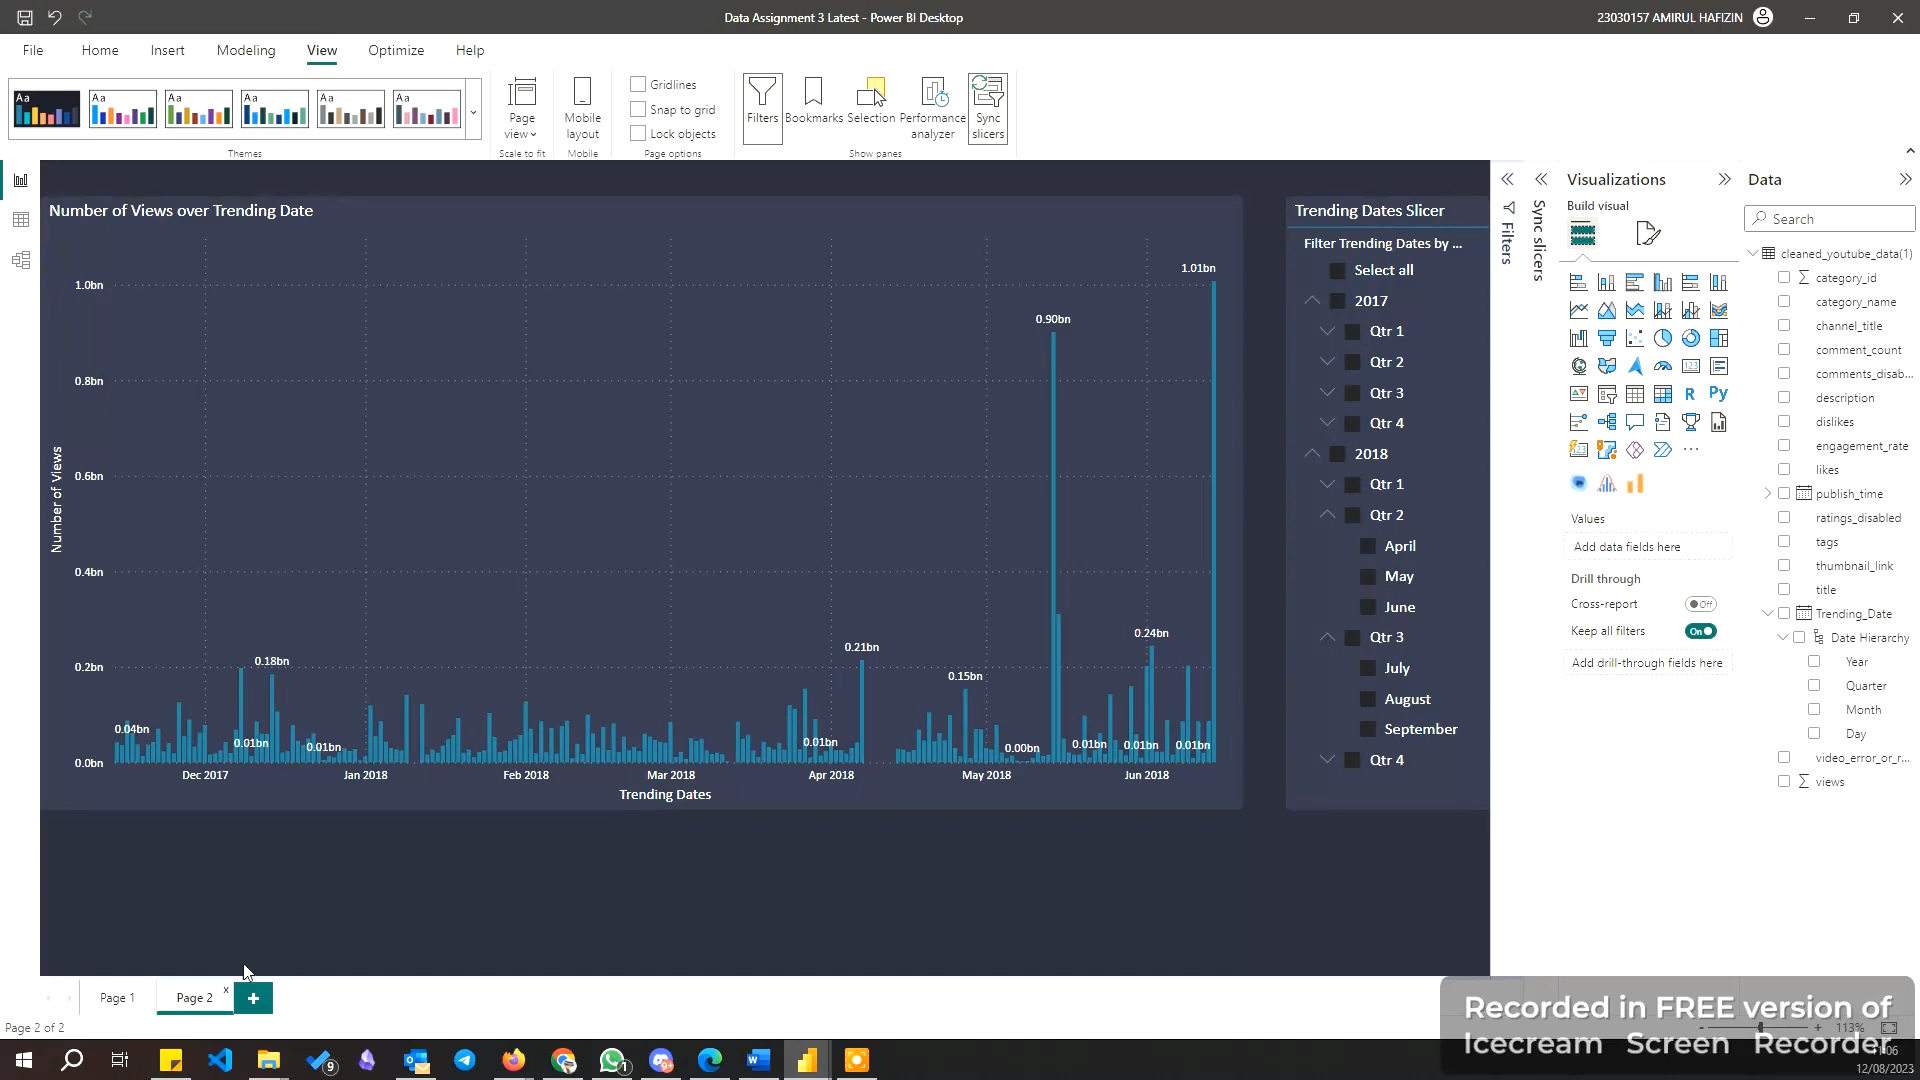 Data Assignment 3 Latest - Power BI Desktop
23030157 AMIRUL HAFIZIN
File Home Insert Modeling View Optimize Help
Aa Aa Aa Aa Aa Aa
Page view
Mobile layout
Gridlines
Snap to grid
Lock objects
Filters
Bookmarks
Selection
Performance analyzer
Sync slicers
Themes
Scale to fit
Mobile
Page options
Show panes
Number of Views over Trending Date
Number of Views
1.0bn
0.8bn
0.6bn
0.4bn
0.2bn
0.0bn
0.04bn
0.01bn
0.18bn
0.01bn
0.01bn
0.21bn
0.15bn
0.00bn
0.90bn
0.01bn
0.01bn
0.24bn
0.01bn
1.01bn
Dec 2017 Jan 2018 Feb 2018 Mar 2018 Apr 2018 May 2018 Jun 2018
Trending Dates
Trending Dates Slicer
Filter Trending Dates by ...
Select all
2017
Qtr 1
Qtr 2
Qtr 3
Qtr 4
2018
Qtr 1
Qtr 2
April
May
June
Qtr 3
July
August
September
Qtr 4
Filters
Sync slicers
Visualizations
Build visual
R Py
123
Values
Add data fields here
Drill through
Cross-report
Off
Keep all filters
On
Add drill-through fields here
Data
Search
cleaned_youtube_data(1)
category_id
category_name
channel_title
comment_count
comments_disab...
description
dislikes
engagement_rate
likes
publish_time
ratings_disabled
tags
thumbnail_link
title
Trending_Date
Date Hierarchy
Year
Quarter
Month
Day
video_error_or_r...
views
Page 1
Page 2
Page 2 of 2
113%
Recorded in FREE version of
Icecream Screen Recorder
9
1
12/08/2023